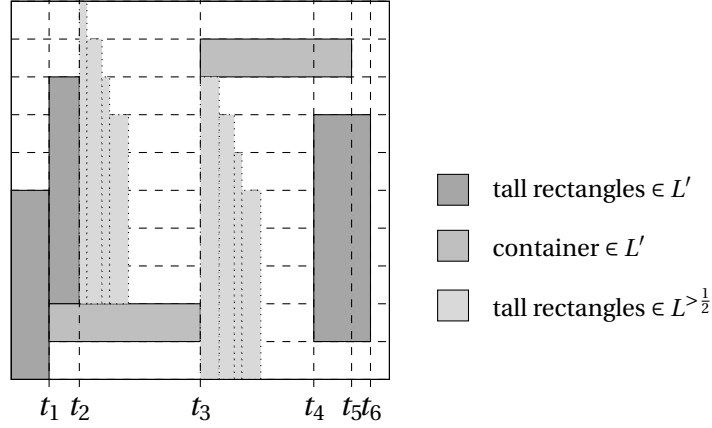 tall rectangles ∈ L′
container ∈ L′
tall rectangles ∈ L^{>1/2}
t₁ t₂ t₃ t₄ t₅ t₆